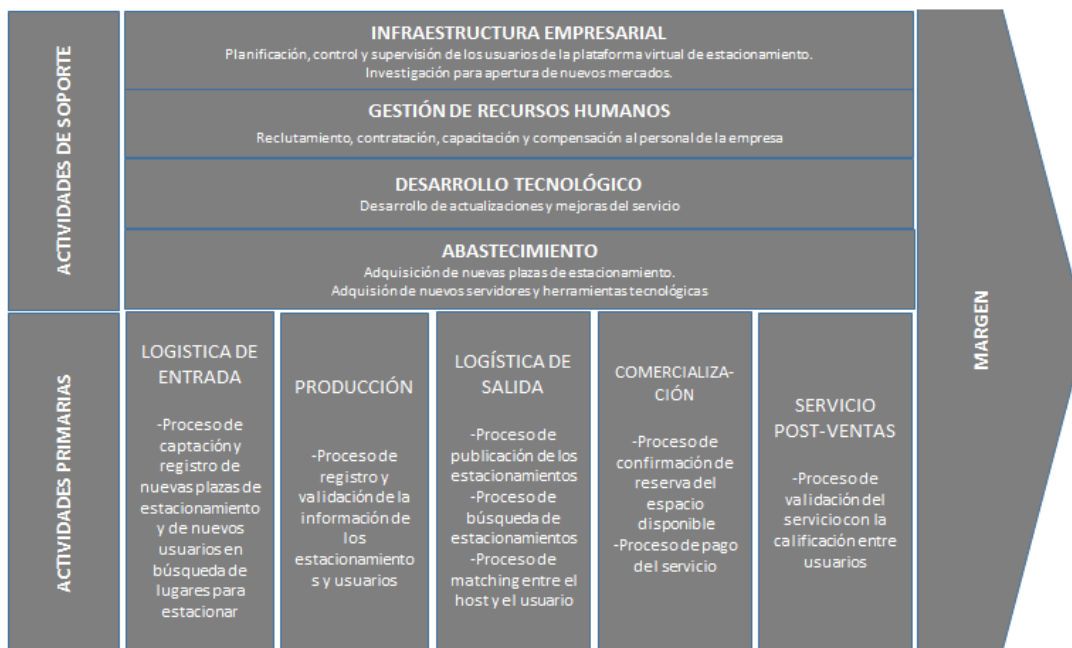 ACTIVIDADES DE SOPORTE
INFRAESTRUCTURA EMPRESARIAL
Planificación, control y supervisión de los usuarios de la plataforma virtual de estacionamiento.
Investigación para apertura de nuevos mercados.
GESTIÓN DE RECURSOS HUMANOS
Reclutamiento, contratación, capacitación y compensación al personal de la empresa
DESARROLLO TECNOLÓGICO
Desarrollo de actualizaciones y mejoras del servicio
ABASTECIMIENTO
Adquisición de nuevas plazas de estacionamiento.
Adquisión de nuevos servidores y herramientas tecnológicas
ACTIVIDADES PRIMARIAS
LOGISTICA DE
ENTRADA
-Proceso de
captación y
registro de
nuevas plazas de
estacionamiento
y de nuevos
usuarios en
búsqueda de
lugares para
estacionar
PRODUCCIÓN
-Proceso de
registro y
validación de la
información de
los
estacionamiento
s y usuarios
LOGÍSTICA DE
SALIDA
-Proceso de
publicación de los
estacionamientos
-Proceso de
búsqueda de
estacionamientos
-Proceso de
matching entre el
host y el usuario
COMERCIALIZA-
CIÓN
-Proceso de
confirmación de
reserva del
espacio
disponible
-Proceso de pago
del servicio
SERVICIO
POST-VENTAS
-Proceso de
validación del
servicio con la
calificación entre
usuarios
MARGEN